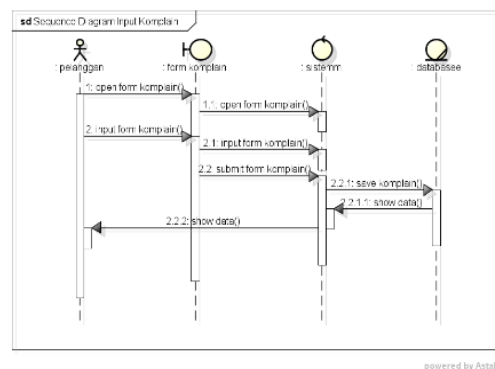 sd Sequence Diagram Input Komplain
: pelanggan
: form komplain
: sistemm
: databasee
1: open form komplain()
1.1: open form komplain()
2: input form komplain()
2.1: input form komplain()
2.2: submit form komplain()
2.2.1: save komplain()
2.2.1.1: show data()
2.2.2: show data()
powered by Asta